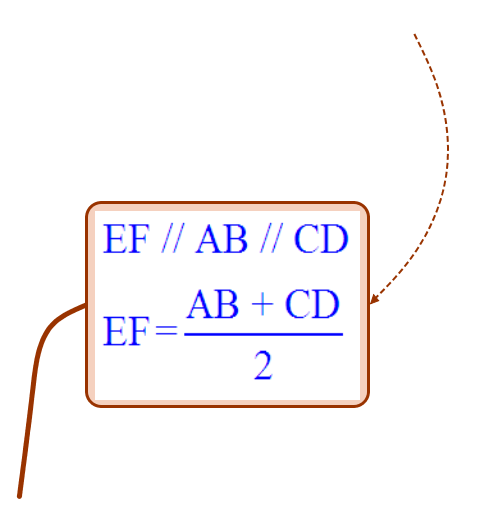 EF // AB // CD
EF = (AB + CD) / 2